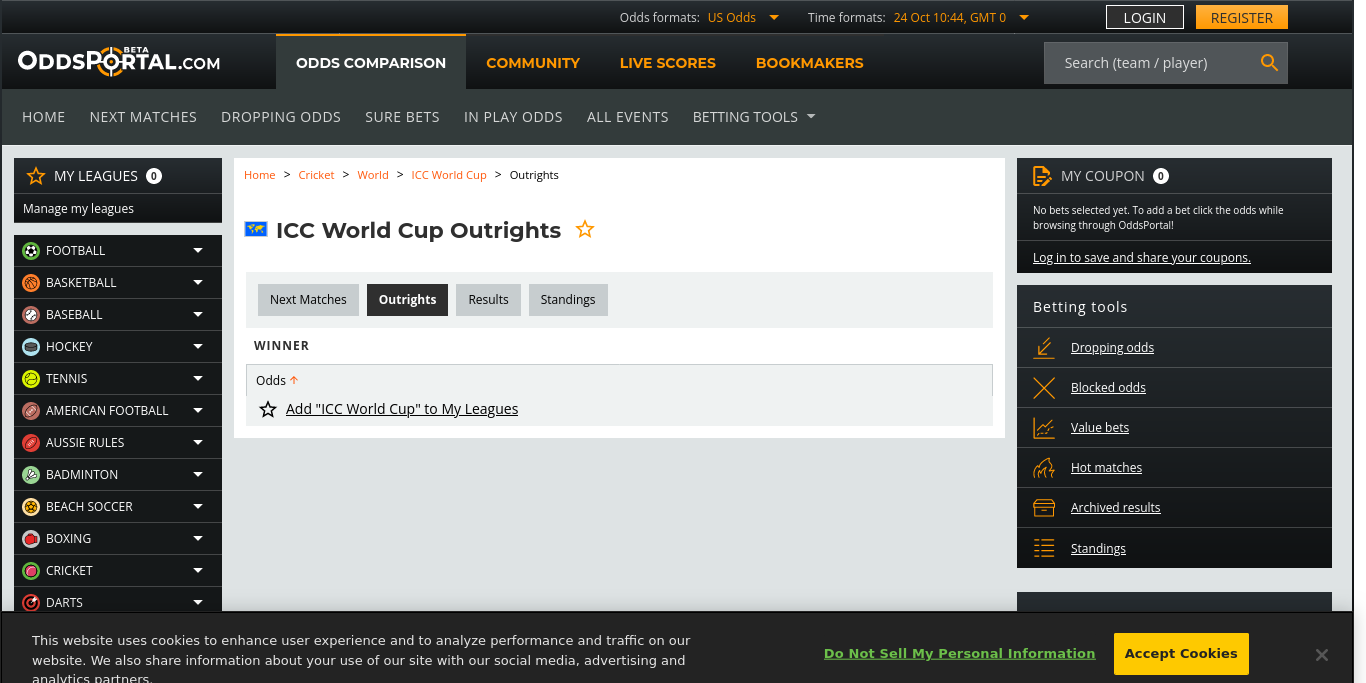 Odds formats: US Odds Time formats: 24 Oct 10:44, GMT 0 LOGIN REGISTER
ODDSPORTAL.COM BETA
ODDS COMPARISON COMMUNITY LIVE SCORES BOOKMAKERS Search (team / player)
HOME NEXT MATCHES DROPPING ODDS SURE BETS IN PLAY ODDS ALL EVENTS BETTING TOOLS
MY LEAGUES 0
Manage my leagues
FOOTBALL
BASKETBALL
BASEBALL
HOCKEY
TENNIS
AMERICAN FOOTBALL
AUSSIE RULES
BADMINTON
BEACH SOCCER
BOXING
CRICKET
DARTS
Home > Cricket > World > ICC World Cup > Outrights
ICC World Cup Outrights
Next Matches Outrights Results Standings
WINNER
Odds
Add "ICC World Cup" to My Leagues
MY COUPON 0
No bets selected yet. To add a bet click the odds while
browsing through OddsPortal!
Log in to save and share your coupons.
Betting tools
Dropping odds
Blocked odds
Value bets
Hot matches
Archived results
Standings
This website uses cookies to enhance user experience and to analyze performance and traffic on our
website. We also share information about your use of our site with our social media, advertising and
analytics partners.
Do Not Sell My Personal Information Accept Cookies